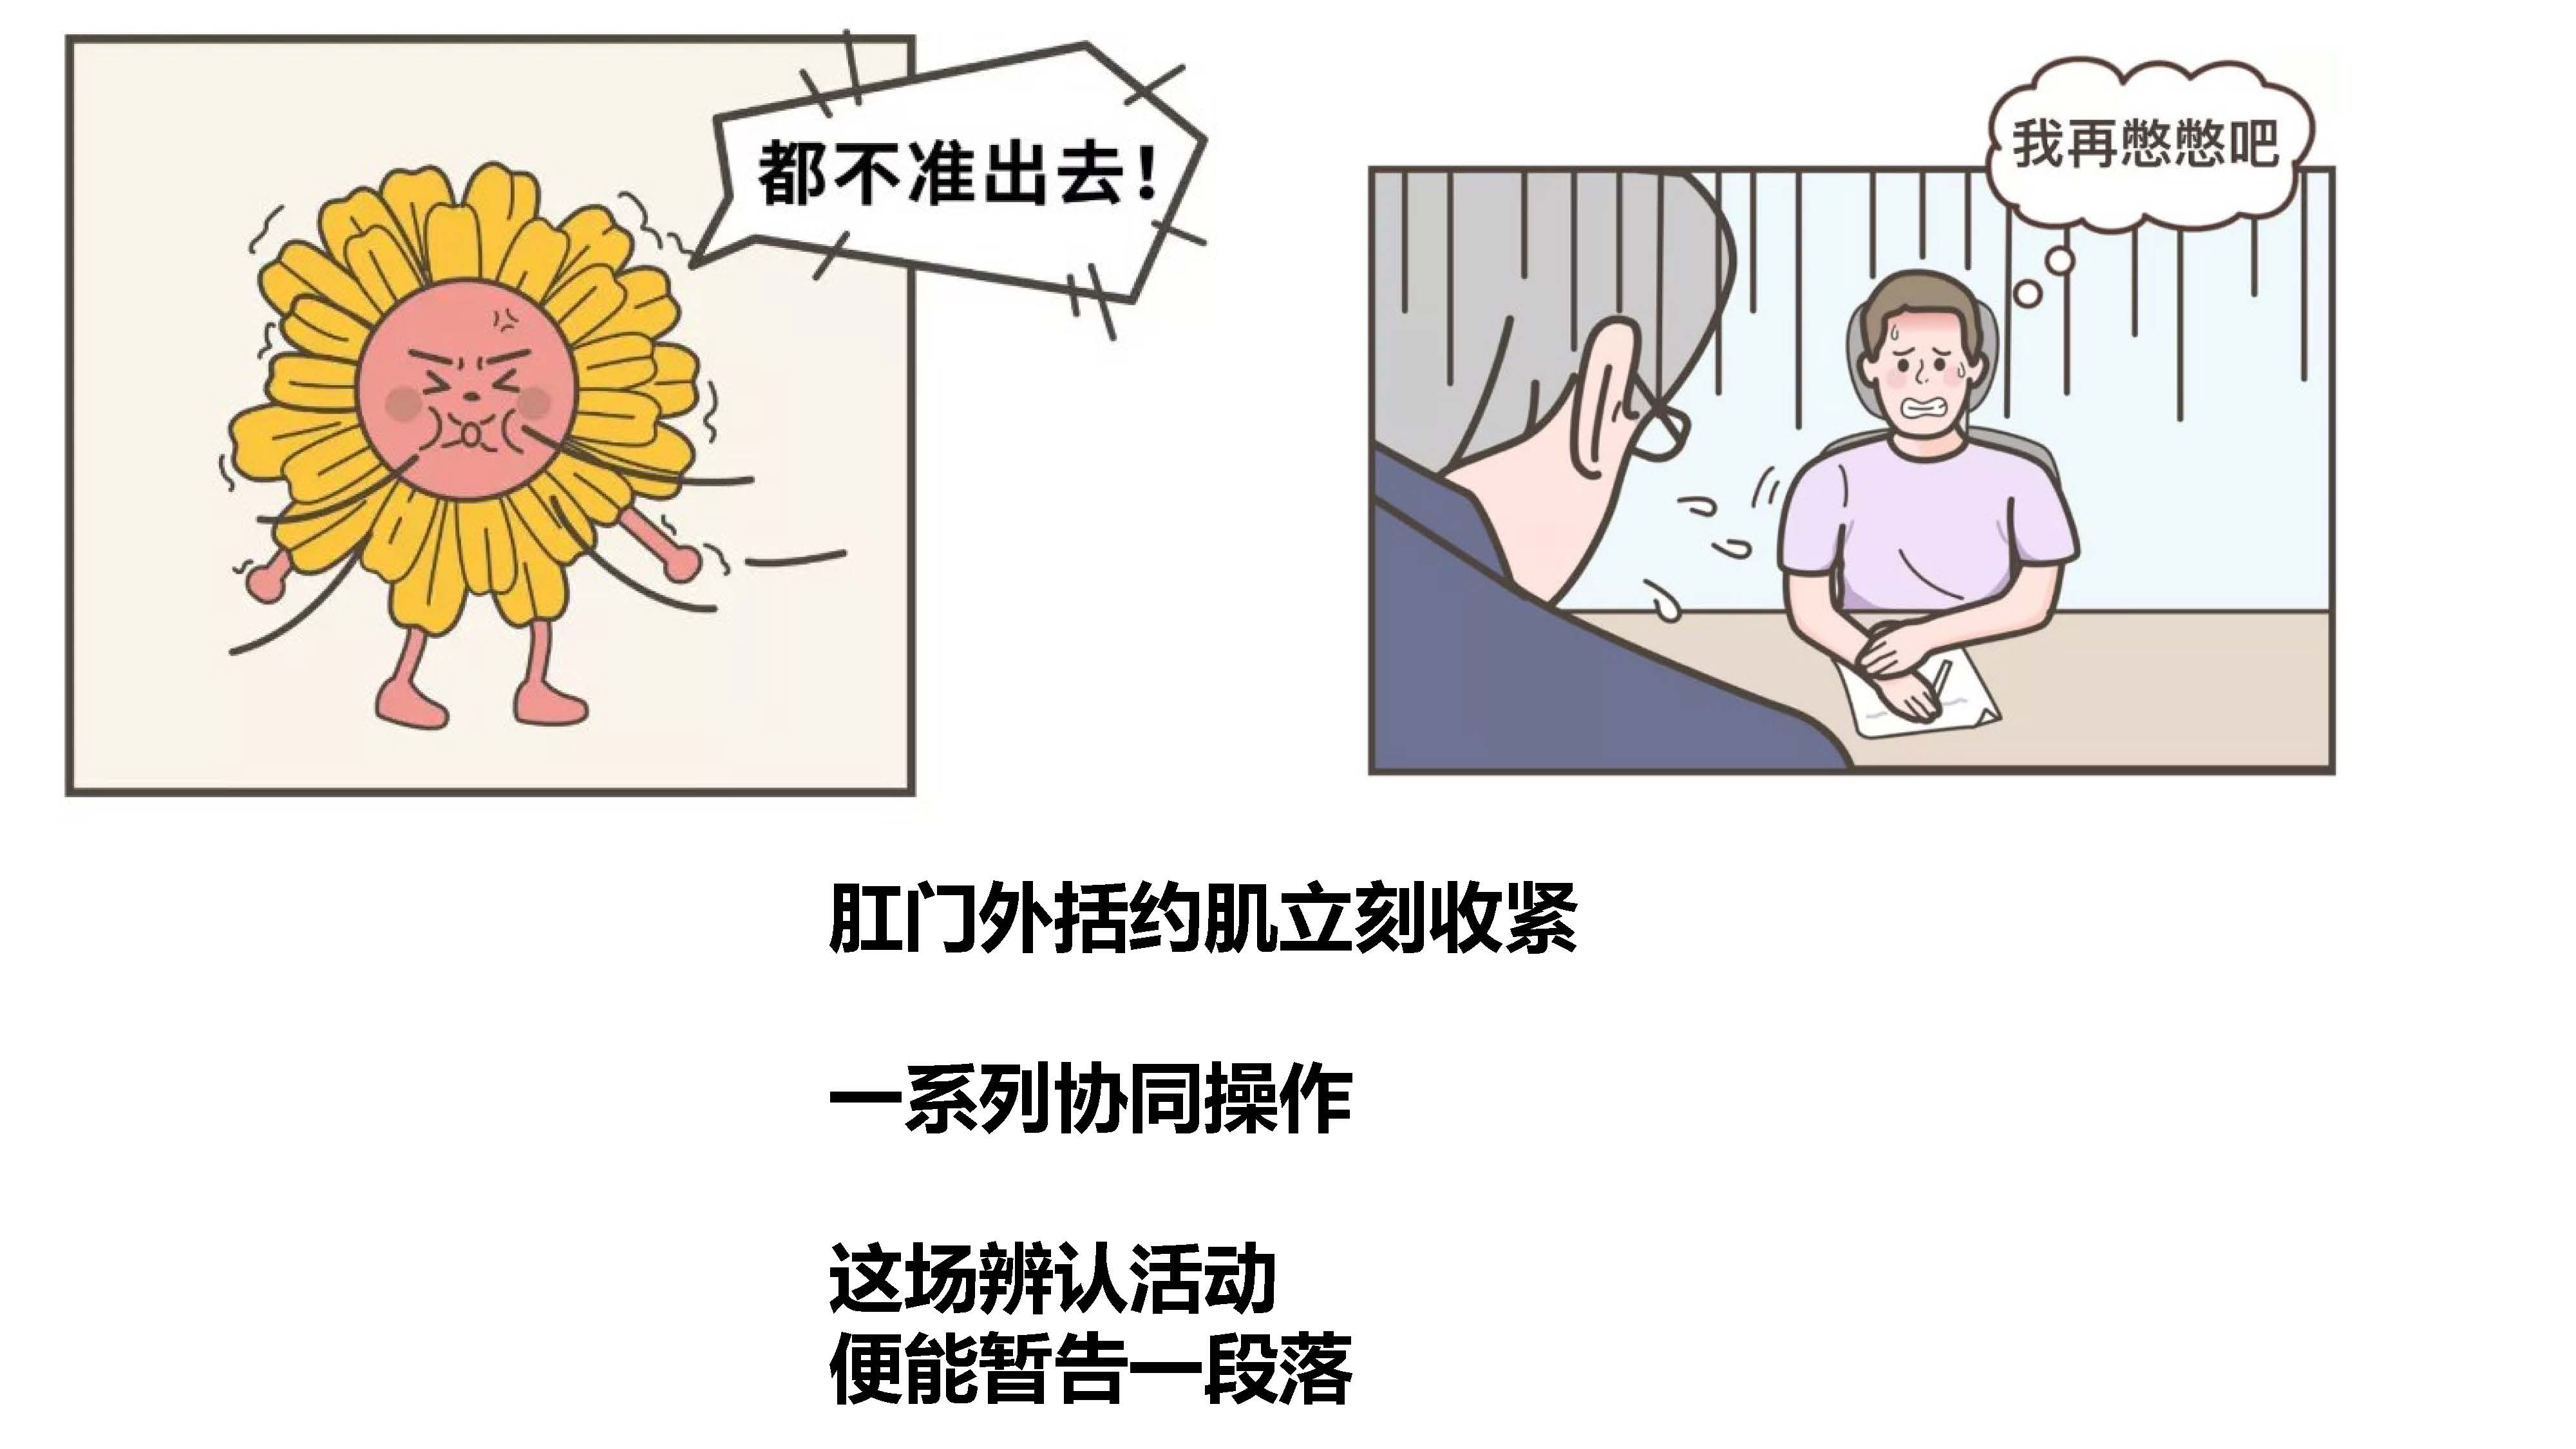 都不准出去！
我再憋憋吧
肛门外括约肌立刻收紧
一系列协同操作
这场辨认活动
便能暂告一段落